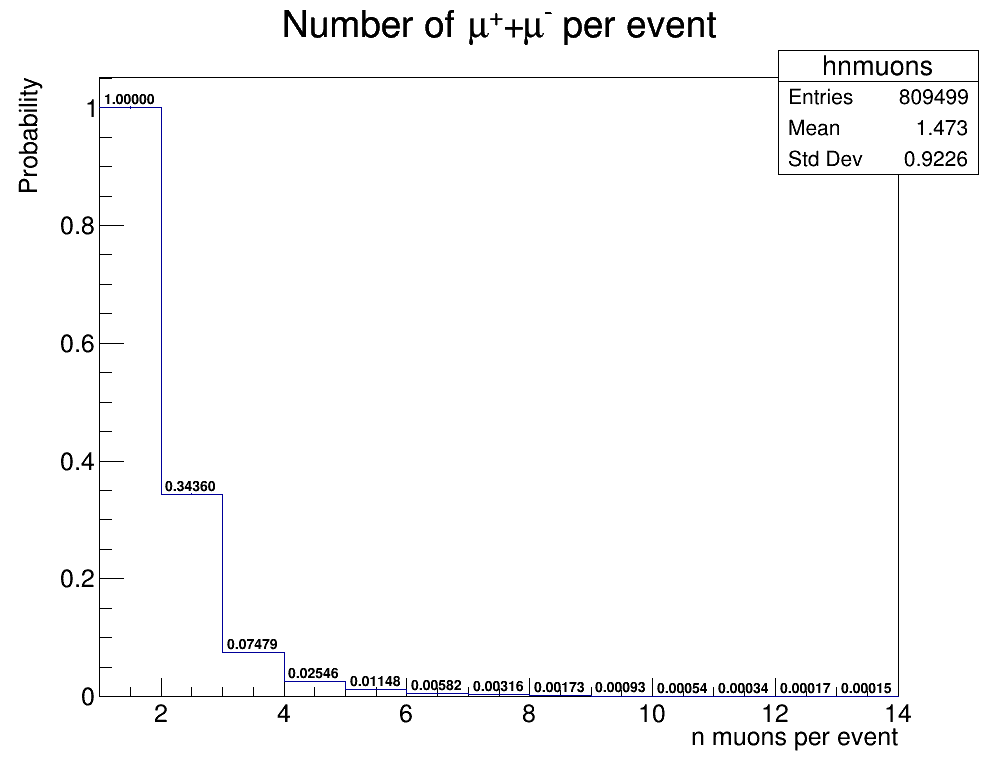 Number of μ⁺+μ⁻ per event
hnmuons
Entries 809499
Mean 1.473
Std Dev 0.9226
Probability
1
0.8
0.6
0.4
0.2
0
1.00000
0.34360
0.07479
0.02546
0.01148
0.00582
0.00316
0.00173
0.00093
0.00054
0.00034
0.00017
0.00015
2 4 6 8 10 12 14
n muons per event